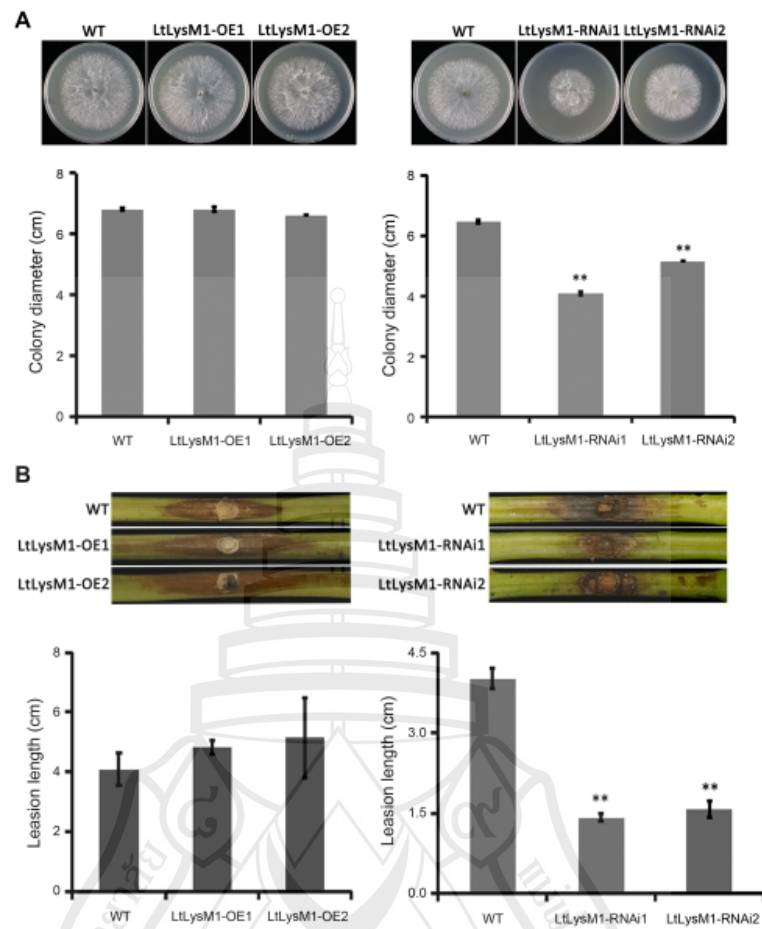 A
WT LtLysM1-OE1 LtLysM1-OE2
WT LtLysM1-RNAi1 LtLysM1-RNAi2
8
6
4
2
0
Colony diameter (cm)
WT LtLysM1-OE1 LtLysM1-OE2
8
6
4
2
0
Colony diameter (cm)
**
**
WT LtLysM1-RNAi1 LtLysM1-RNAi2
B
WT
LtLysM1-OE1
LtLysM1-OE2
WT
LtLysM1-RNAi1
LtLysM1-RNAi2
8
6
4
2
0
Leasion length (cm)
WT LtLysM1-OE1 LtLysM1-OE2
4.5
3.0
1.5
0.0
Leasion length (cm)
**
**
WT LtLysM1-RNAi1 LtLysM1-RNAi2